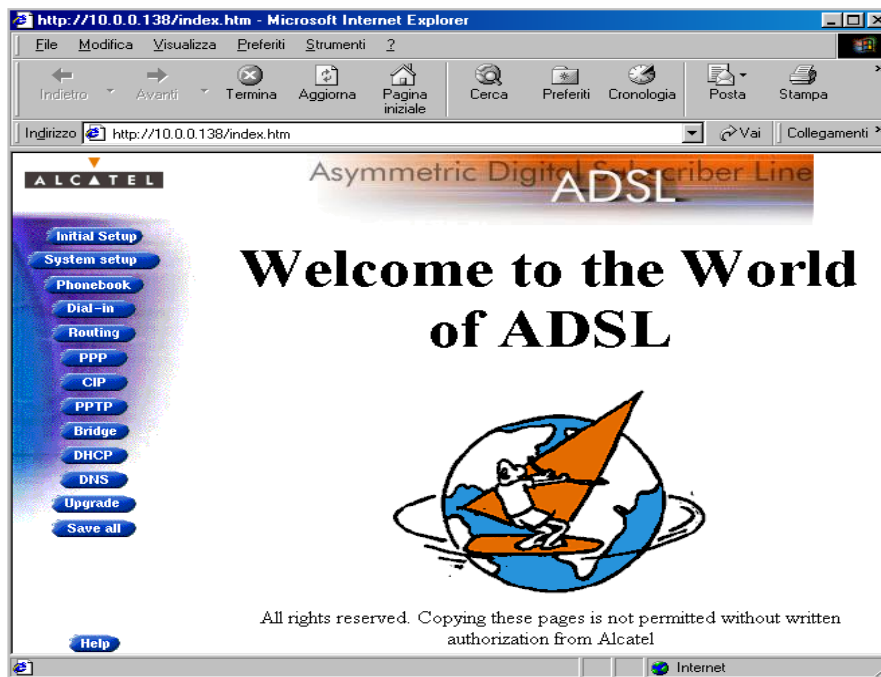 http://10.0.0.138/index.htm - Microsoft Internet Explorer
File Modifica Visualizza Preferiti Strumenti ?
Indietro Avanti Termina Aggiorna Pagina iniziale Cerca Preferiti Cronologia Posta Stampa »
Indirizzo http://10.0.0.138/index.htm Vai Collegamenti »
ALCATEL
Asymmetric Digital Subscriber Line
ADSL
Initial Setup
System setup
Phonebook
Dial-in
Routing
PPP
CIP
PPTP
Bridge
DHCP
DNS
Upgrade
Save all
Help
Welcome to the World
of ADSL
All rights reserved. Copying these pages is not permitted without written
authorization from Alcatel
Internet